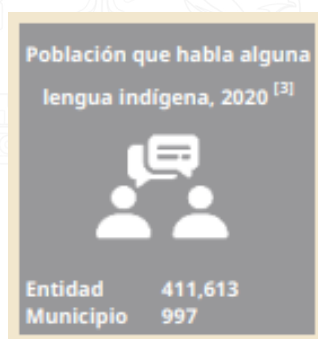 Población que habla alguna
lengua indígena, 2020 [3]
Entidad 411,613
Municipio 997